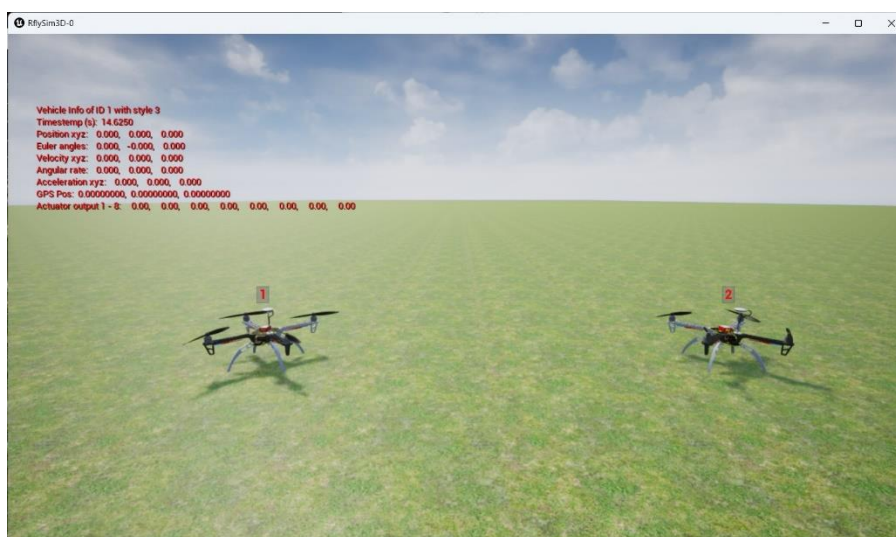 RflySim3D-0
Vehicle Info of ID 1 with style 3
Timestemp (s): 14.6250
Position xyz: 0.000, 0.000, 0.000
Euler angles: 0.000, -0.000, 0.000
Velocity xyz: 0.000, 0.000, 0.000
Angular rate: 0.000, 0.000, 0.000
Acceleration xyz: 0.000, 0.000, 0.000
GPS Pos: 0.00000000, 0.00000000, 0.00000000
Actuator output 1 - 8: 0.00, 0.00, 0.00, 0.00, 0.00, 0.00, 0.00, 0.00
1
2